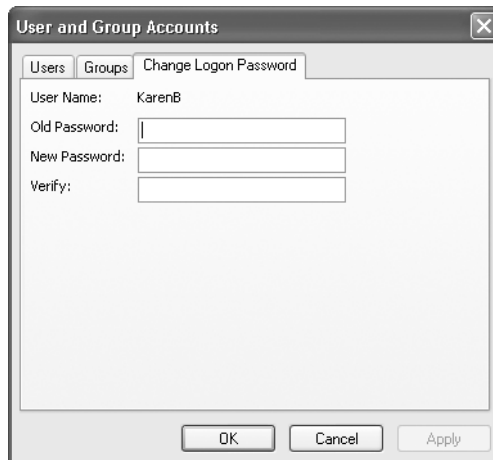 User and Group Accounts
Users Groups Change Logon Password
User Name: KarenB
Old Password:
New Password:
Verify:
OK Cancel Apply